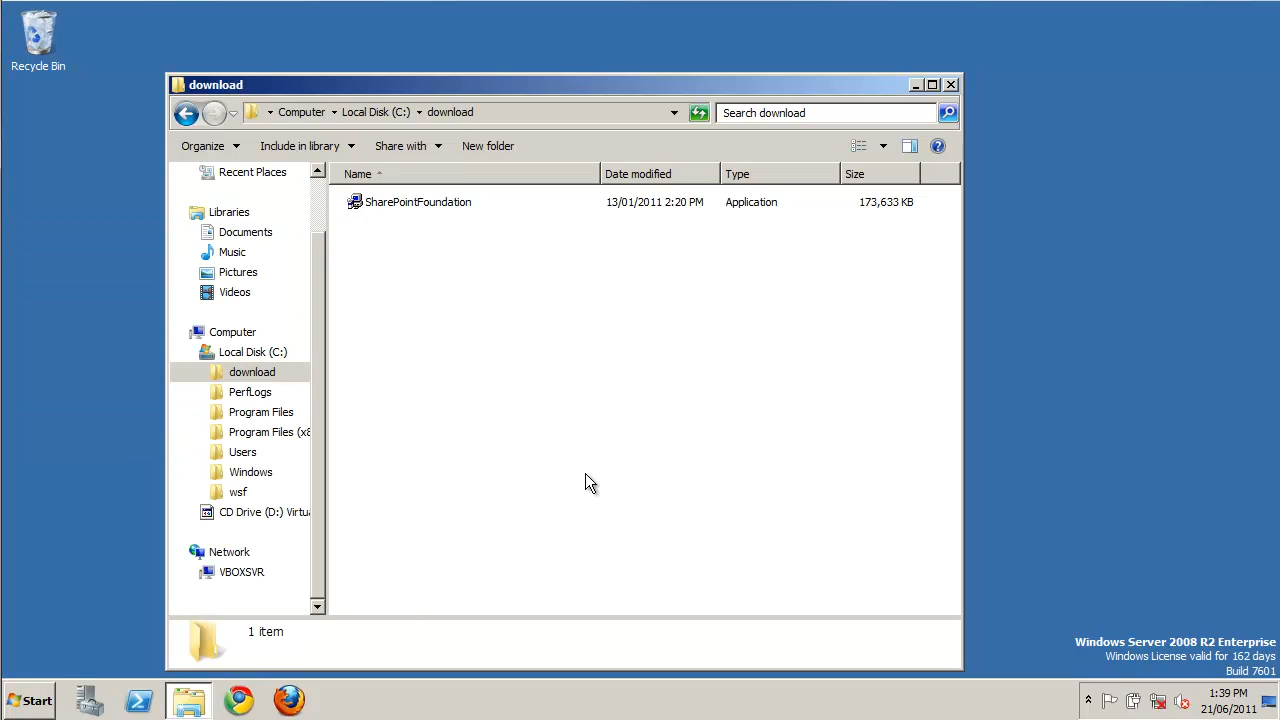 Recycle Bin
download
Computer
Local Disk (C:)
download
Search download
Organize
Include in library
Share with
New folder
Name
Date modified
Type
Size
Recent Places
Libraries
Documents
Music
Pictures
Videos
Computer
Local Disk (C:)
download
PerfLogs
Program Files
Program Files (x8
Users
Windows
wsf
CD Drive (D:) Virtu
Network
VBOXSVR
SharePointFoundation
13/01/2011 2:20 PM
Application
173,633 KB
1 item
Windows Server 2008 R2 Enterprise
Windows License valid for 162 days
Build 7601
Start
1:39 PM
21/06/2011